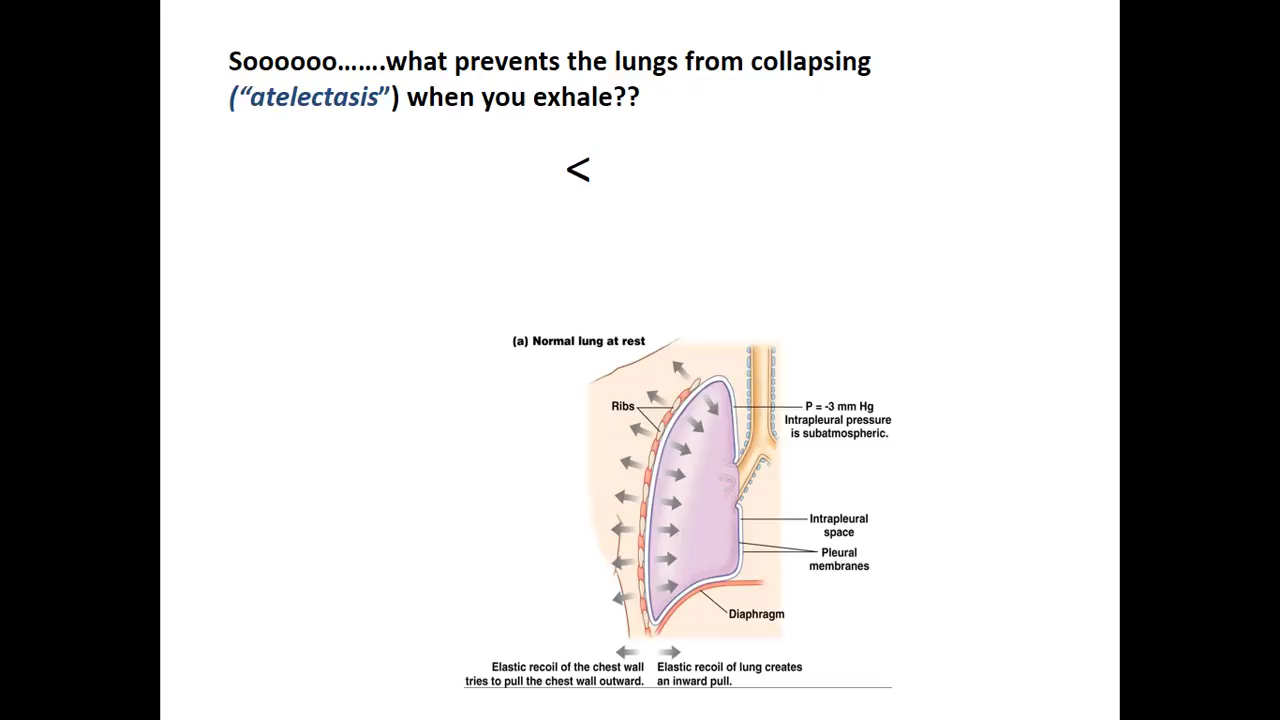 Soooooo…….what prevents the lungs from collapsing
(“atelectasis”) when you exhale??
<
(a) Normal lung at rest
Ribs
P = -3 mm Hg
Intrapleural pressure
is subatmospheric.
Intrapleural
space
Pleural
membranes
Diaphragm
Elastic recoil of the chest wall
tries to pull the chest wall outward.
Elastic recoil of lung creates
an inward pull.